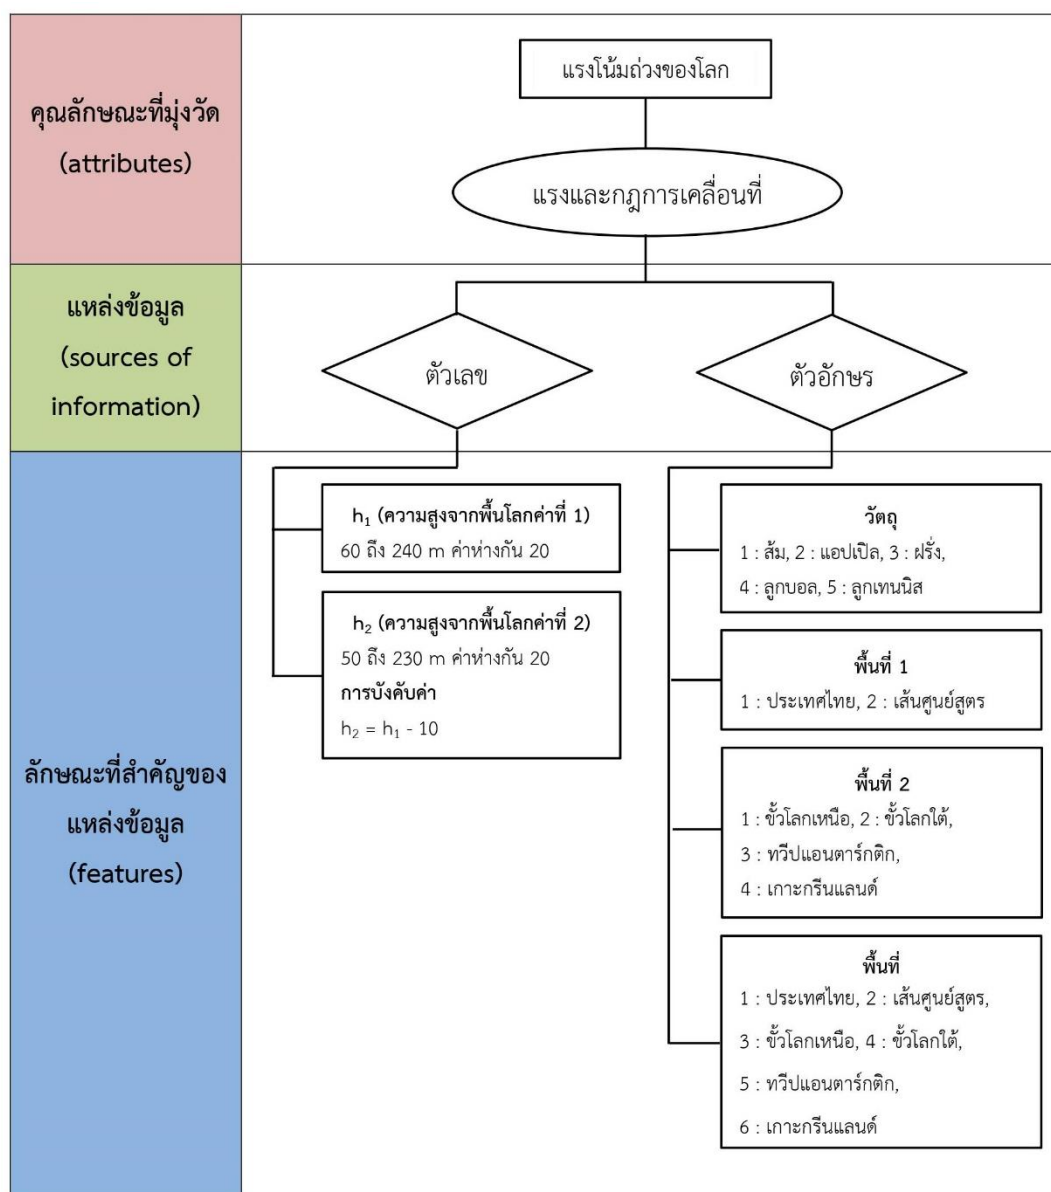 คุณลักษณะที่มุ่งวัด
(attributes)
แรงโน้มถ่วงของโลก
แรงและกฎการเคลื่อนที่
แหล่งข้อมูล
(sources of
information)
ตัวเลข
ตัวอักษร
ลักษณะที่สำคัญของ
แหล่งข้อมูล
(features)
h₁ (ความสูงจากพื้นโลกค่าที่ 1)
60 ถึง 240 m ค่าห่างกัน 20
h₂ (ความสูงจากพื้นโลกค่าที่ 2)
50 ถึง 230 m ค่าห่างกัน 20
การบังคับค่า
h₂ = h₁ - 10
วัตถุ
1 : ส้ม, 2 : แอปเปิล, 3 : ฝรั่ง,
4 : ลูกบอล, 5 : ลูกเทนนิส
พื้นที่ 1
1 : ประเทศไทย, 2 : เส้นศูนย์สูตร
พื้นที่ 2
1 : ขั้วโลกเหนือ, 2 : ขั้วโลกใต้,
3 : ทวีปแอนตาร์กติก,
4 : เกาะกรีนแลนด์
พื้นที่
1 : ประเทศไทย, 2 : เส้นศูนย์สูตร,
3 : ขั้วโลกเหนือ, 4 : ขั้วโลกใต้,
5 : ทวีปแอนตาร์กติก,
6 : เกาะกรีนแลนด์